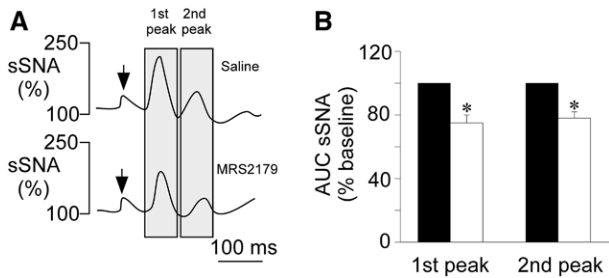 A
1st peak
2nd peak
250
sSNA (%)
100
Saline
250
sSNA (%)
100
MRS2179
100 ms
B
AUC sSNA
(% baseline)
120
80
40
0
*
*
1st peak
2nd peak